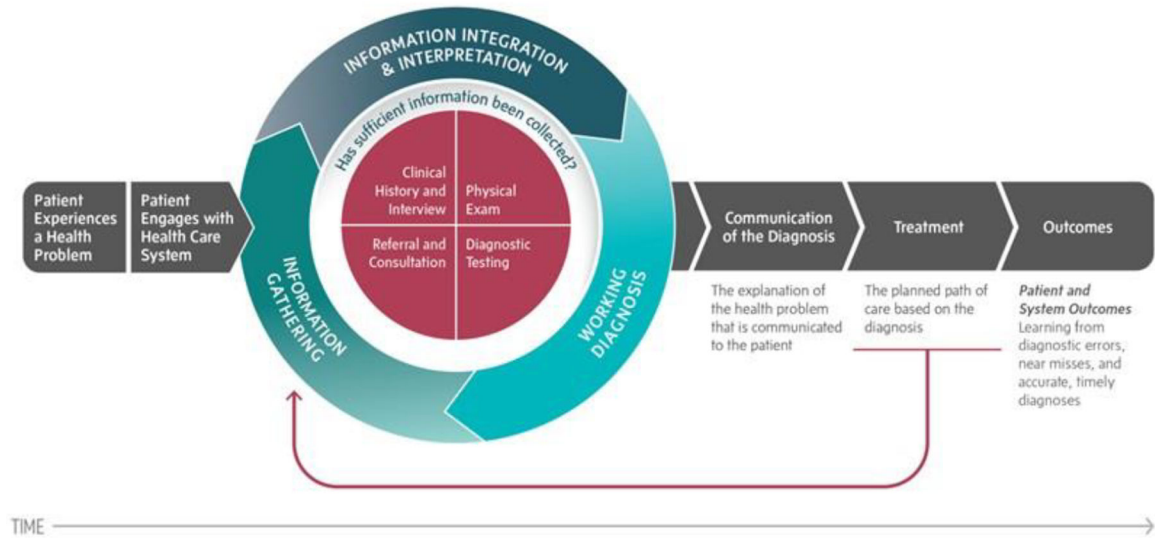 INFORMATION INTEGRATION
& INTERPRETATION
Has sufficient information been collected?
Clinical
History and
Interview
Physical
Exam
Referral and
Consultation
Diagnostic
Testing
INFORMATION
GATHERING
WORKING
DIAGNOSIS
Patient
Experiences
a Health
Problem
Patient
Engages with
Health Care
System
Communication
of the Diagnosis
Treatment
Outcomes
The explanation of
the health problem
that is communicated
to the patient
The planned path of
care based on the
diagnosis
Patient and
System Outcomes
Learning from
diagnostic errors,
near misses, and
accurate, timely
diagnoses
TIME